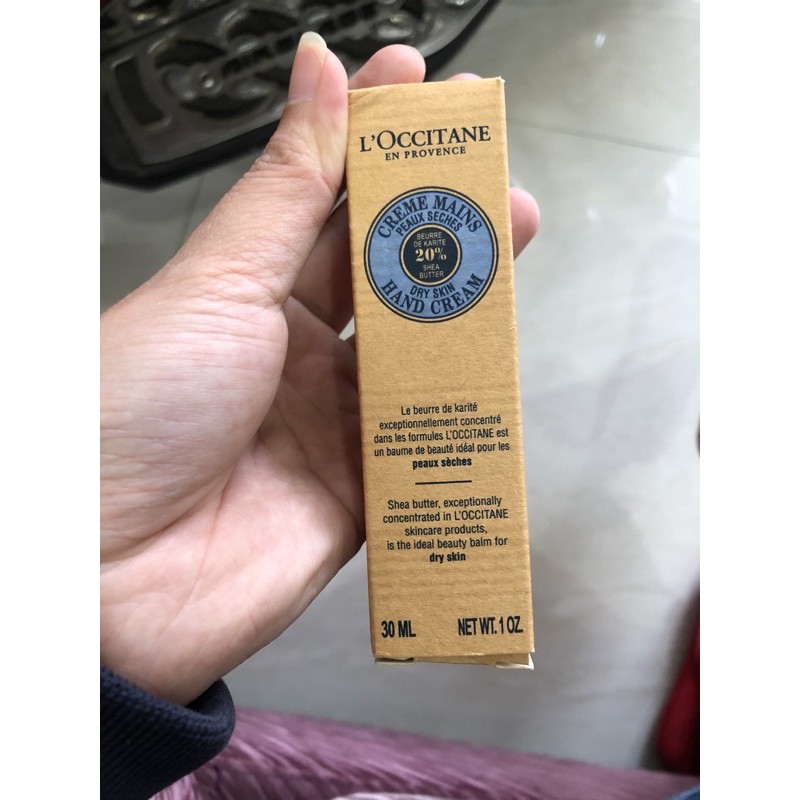 L'OCCITANE
EN PROVENCE
CREME MAINS
PEAUX SECHES
BEURRE
DE KARITE
20%
SHEA
BUTTER
DRY SKIN
HAND CREAM
Le beurre de karité
exceptionnellement concentré
dans les formules L'OCCITANE est
un baume de beauté idéal pour les
peaux sèches
Shea butter, exceptionally
concentrated in L'OCCITANE
skincare products,
is the ideal beauty balm for
dry skin
30 ML NET WT. 1 OZ.